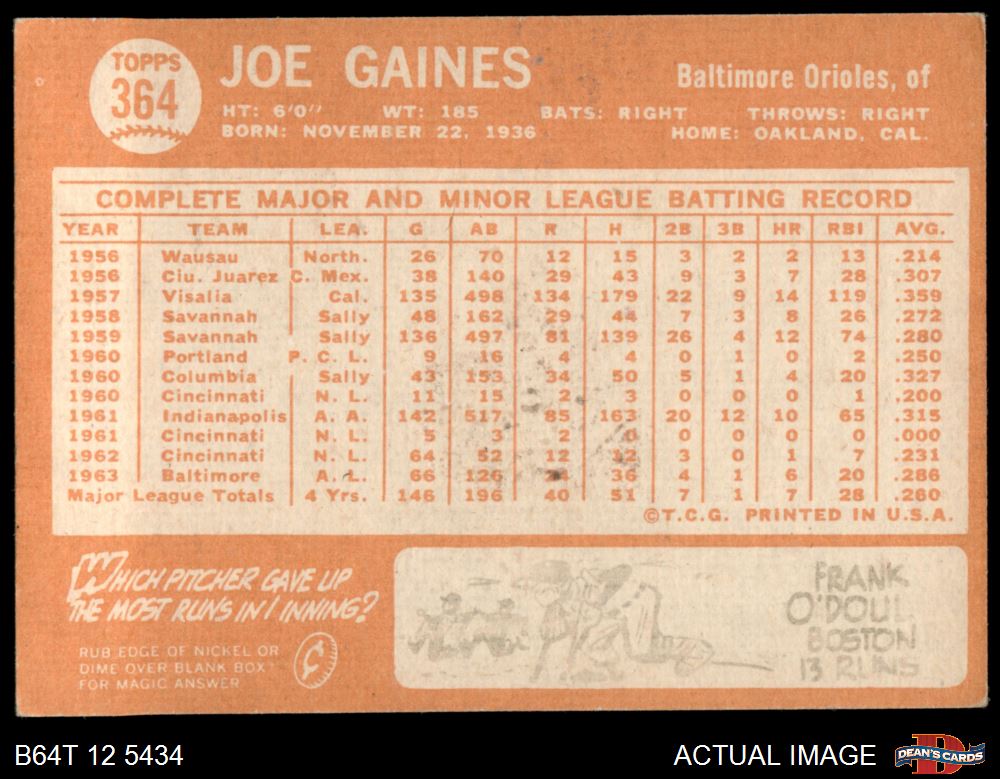 TOPPS
364
JOE GAINES
Baltimore Orioles, of
HT: 6'0" WT: 185 BATS: RIGHT THROWS: RIGHT
BORN: NOVEMBER 22, 1936 HOME: OAKLAND, CAL.
COMPLETE MAJOR AND MINOR LEAGUE BATTING RECORD
YEAR TEAM LEA. G AB R H 2B 3B HR RBI AVG.
1956 Wausau North. 26 70 12 15 3 2 2 13 .214
1956 Ciu. Juarez C. Mex. 38 140 29 43 9 3 7 28 .307
1957 Visalia Cal. 135 498 134 179 22 9 14 119 .359
1958 Savannah Sally 48 162 29 44 7 3 8 26 .272
1959 Savannah Sally 136 497 81 139 26 4 12 74 .280
1960 Portland P. C. L. 9 16 4 4 0 1 0 2 .250
1960 Columbia Sally 43 153 34 50 5 1 4 20 .327
1960 Cincinnati N. L. 11 15 2 3 0 0 0 1 .200
1961 Indianapolis A. A. 142 517 85 163 20 12 10 65 .315
1961 Cincinnati N. L. 5 3 2 0 0 0 0 0 .000
1962 Cincinnati N. L. 64 52 12 12 3 0 1 7 .231
1963 Baltimore A. L. 66 126 24 36 4 1 6 20 .286
Major League Totals 4 Yrs. 146 196 40 51 7 1 7 28 .260
©T.C.G. PRINTED IN U.S.A.
WHICH PITCHER GAVE UP
THE MOST RUNS IN 1 INNING?
RUB EDGE OF NICKEL OR
DIME OVER BLANK BOX
FOR MAGIC ANSWER
FRANK
O'DOUL
BOSTON
13 RUNS
B64T 12 5434
ACTUAL IMAGE
DEAN'S CARDS